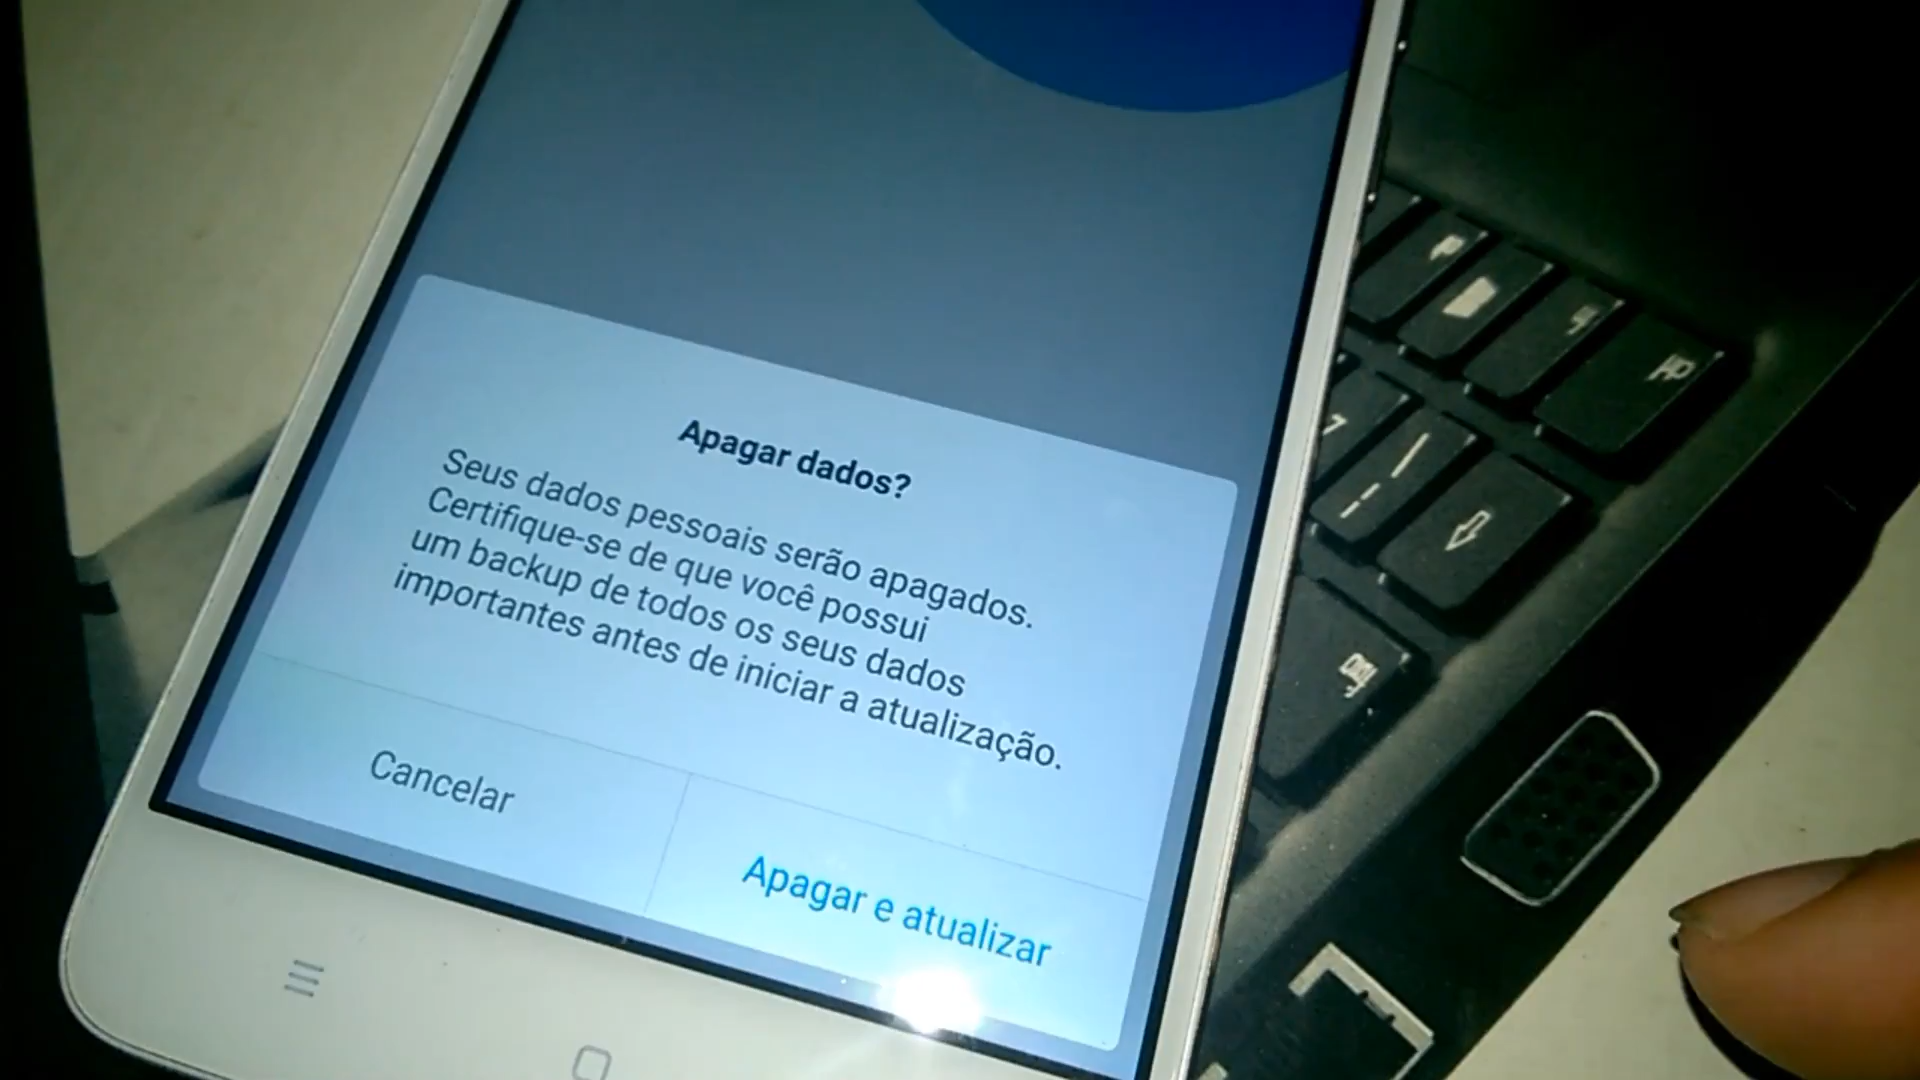 Apagar dados?
Seus dados pessoais serão apagados.
Certifique-se de que você possui
um backup de todos os seus dados
importantes antes de iniciar a atualização.
Cancelar
Apagar e atualizar